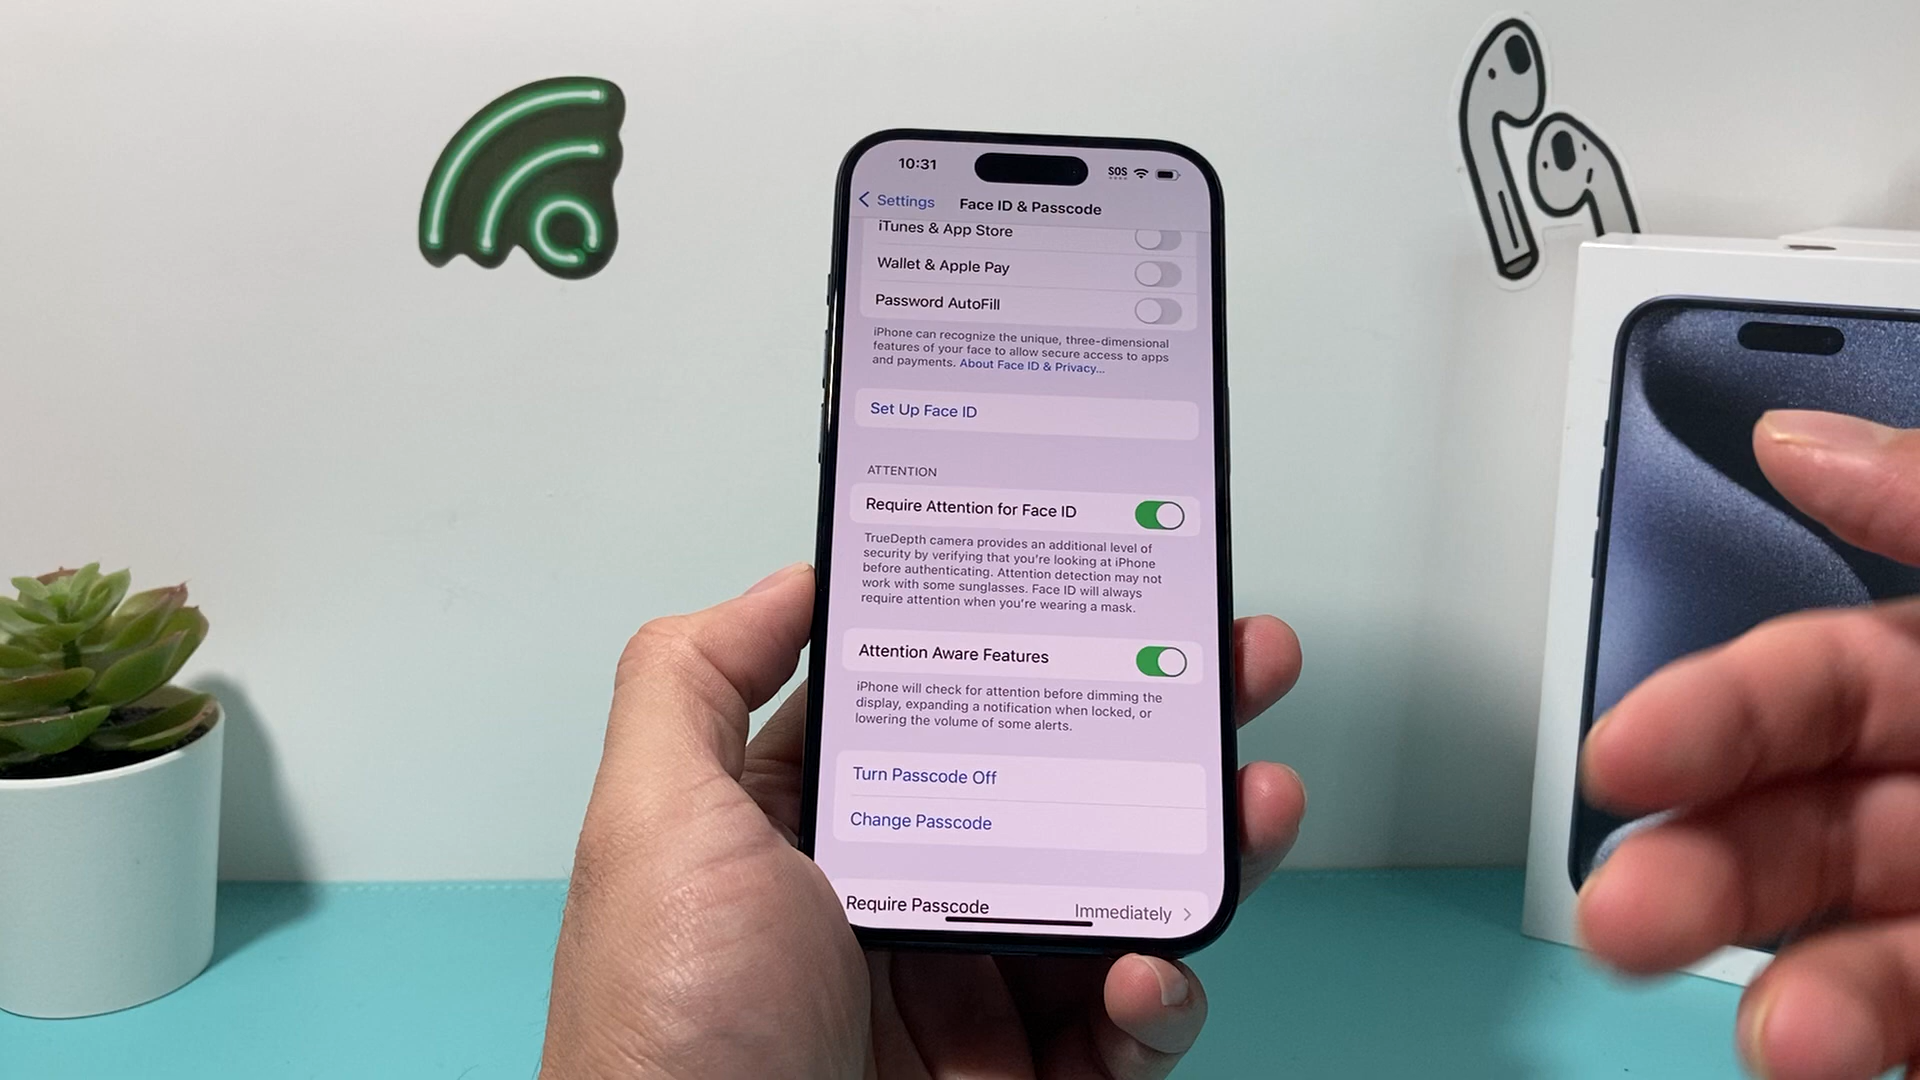 10:31
SOS
Settings
Face ID & Passcode
iTunes & App Store
Wallet & Apple Pay
Password AutoFill
iPhone can recognize the unique, three-dimensional
features of your face to allow secure access to apps
and payments. About Face ID & Privacy...
Set Up Face ID
ATTENTION
Require Attention for Face ID
TrueDepth camera provides an additional level of
security by verifying that you're looking at iPhone
before authenticating. Attention detection may not
work with some sunglasses. Face ID will always
require attention when you're wearing a mask.
Attention Aware Features
iPhone will check for attention before dimming the
display, expanding a notification when locked, or
lowering the volume of some alerts.
Turn Passcode Off
Change Passcode
Require Passcode Immediately